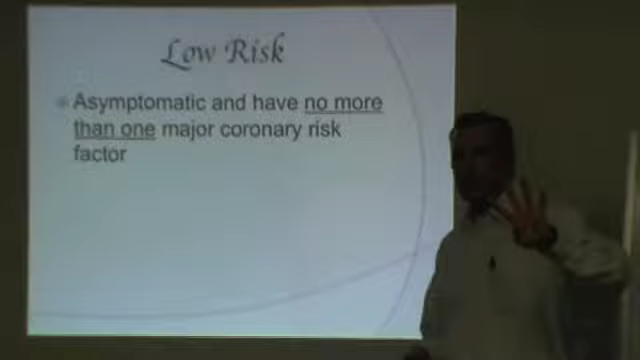 Low Risk
Asymptomatic and have no more
than one major coronary risk
factor